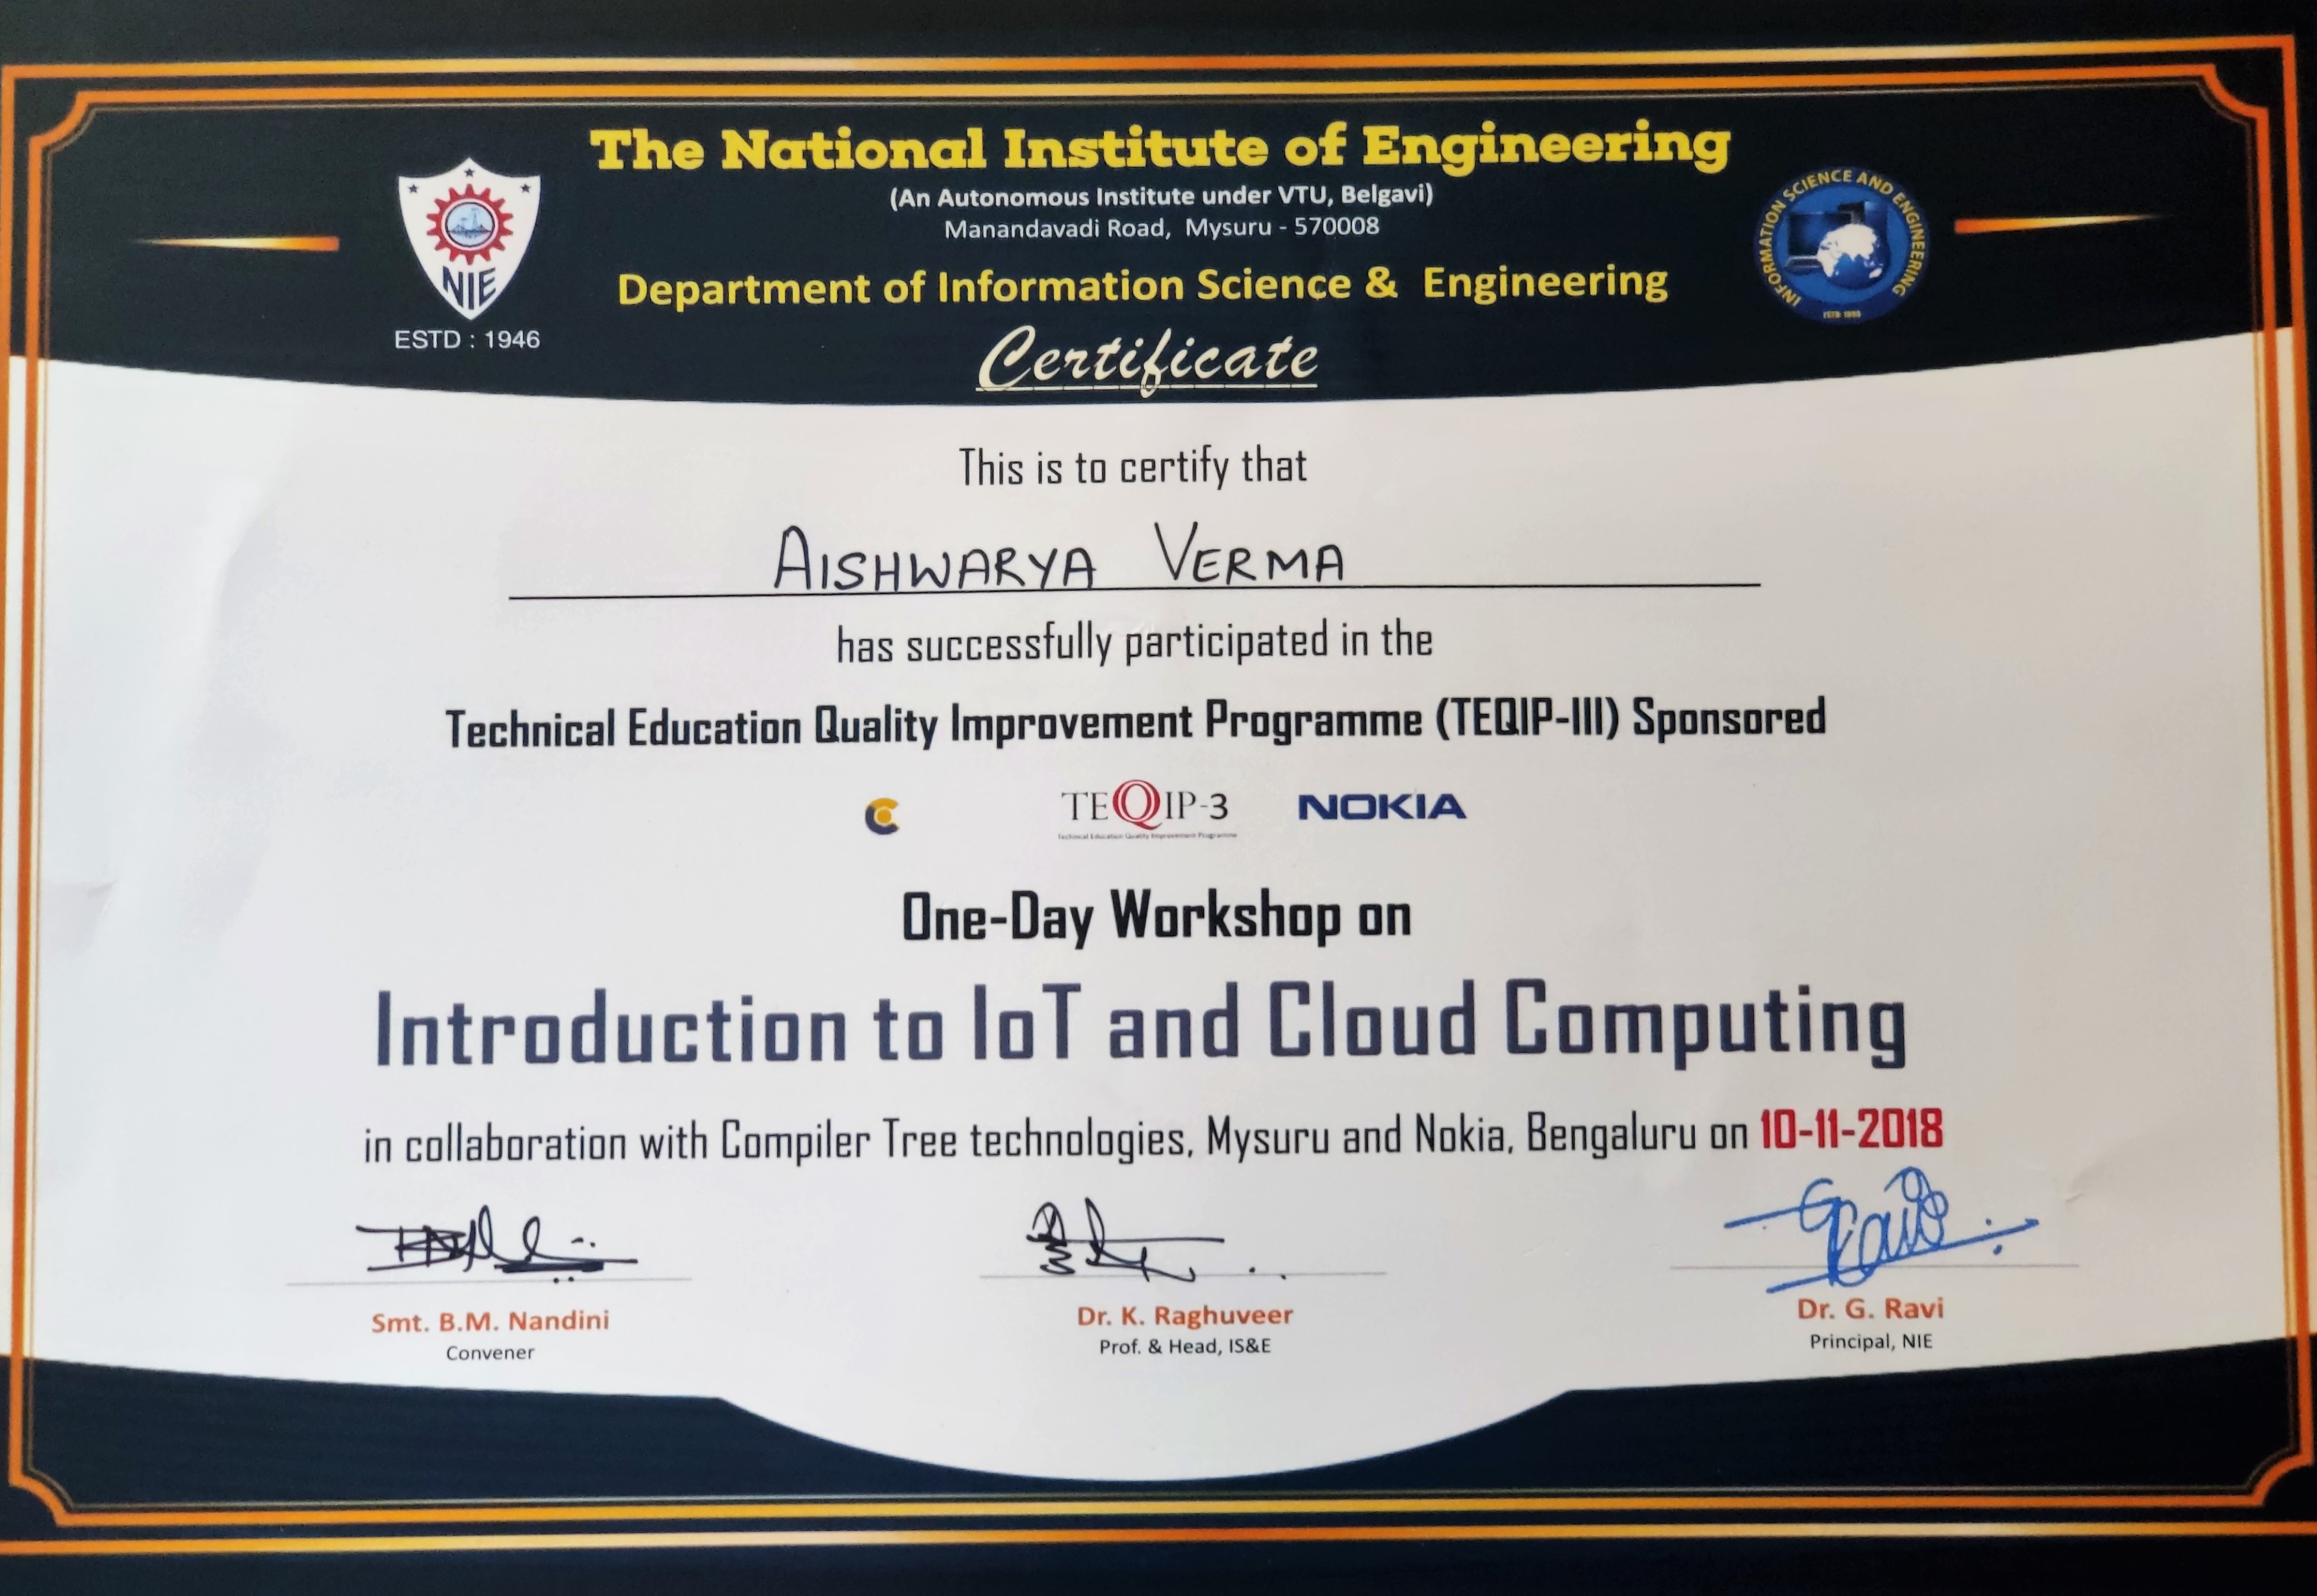 The National Institute of Engineering
(An Autonomous Institute under VTU, Belgavi)
Manandavadi Road, Mysuru - 570008
Department of Information Science & Engineering
NIE
ESTD : 1946
INFORMATION SCIENCE AND ENGINEERING
Certificate
This is to certify that
AISHWARYA VERMA
has successfully participated in the
Technical Education Quality Improvement Programme (TEQIP-III) Sponsored
TEQIP-3
Technical Education Quality Improvement Programme
NOKIA
One-Day Workshop on
Introduction to IoT and Cloud Computing
in collaboration with Compiler Tree technologies, Mysuru and Nokia, Bengaluru on 10-11-2018
Smt. B.M. Nandini
Convener
Dr. K. Raghuveer
Prof. & Head, IS&E
Dr. G. Ravi
Principal, NIE